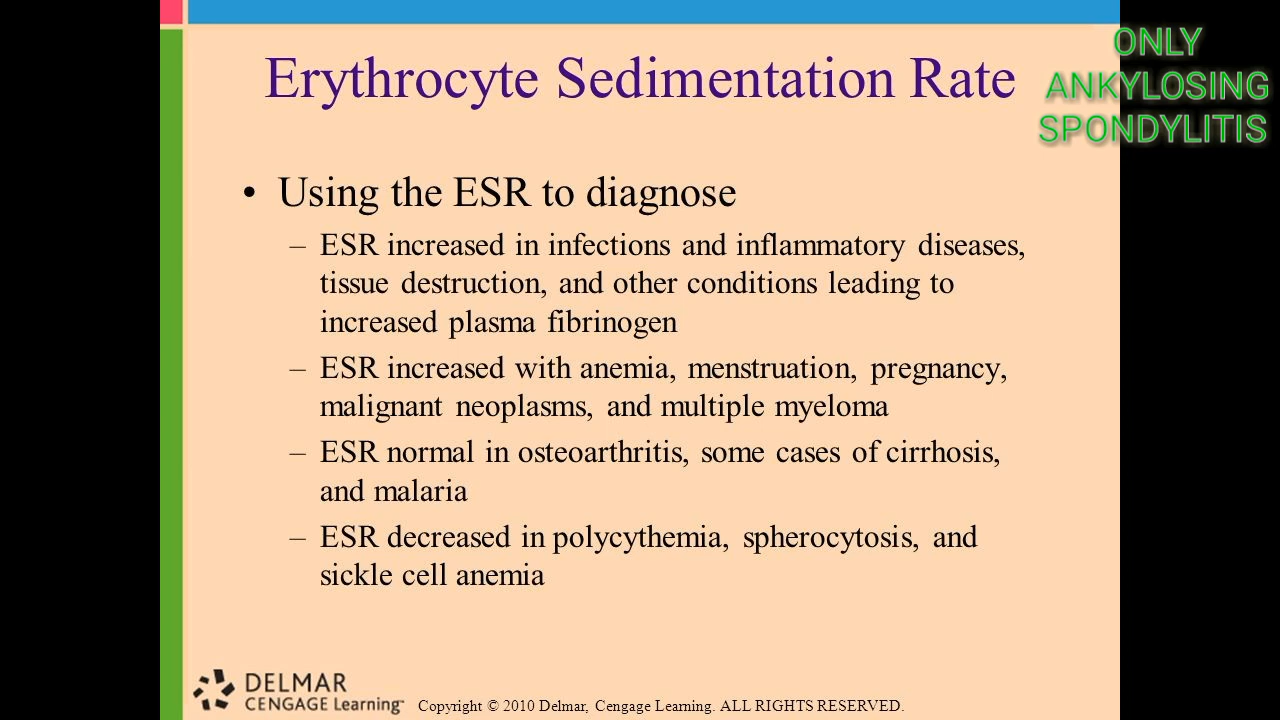 Erythrocyte Sedimentation Rate
ONLY
ANKYLOSING
SPONDYLITIS
• Using the ESR to diagnose
– ESR increased in infections and inflammatory diseases,
tissue destruction, and other conditions leading to
increased plasma fibrinogen
– ESR increased with anemia, menstruation, pregnancy,
malignant neoplasms, and multiple myeloma
– ESR normal in osteoarthritis, some cases of cirrhosis,
and malaria
– ESR decreased in polycythemia, spherocytosis, and
sickle cell anemia
DELMAR
CENGAGE Learning™
Copyright © 2010 Delmar, Cengage Learning. ALL RIGHTS RESERVED.